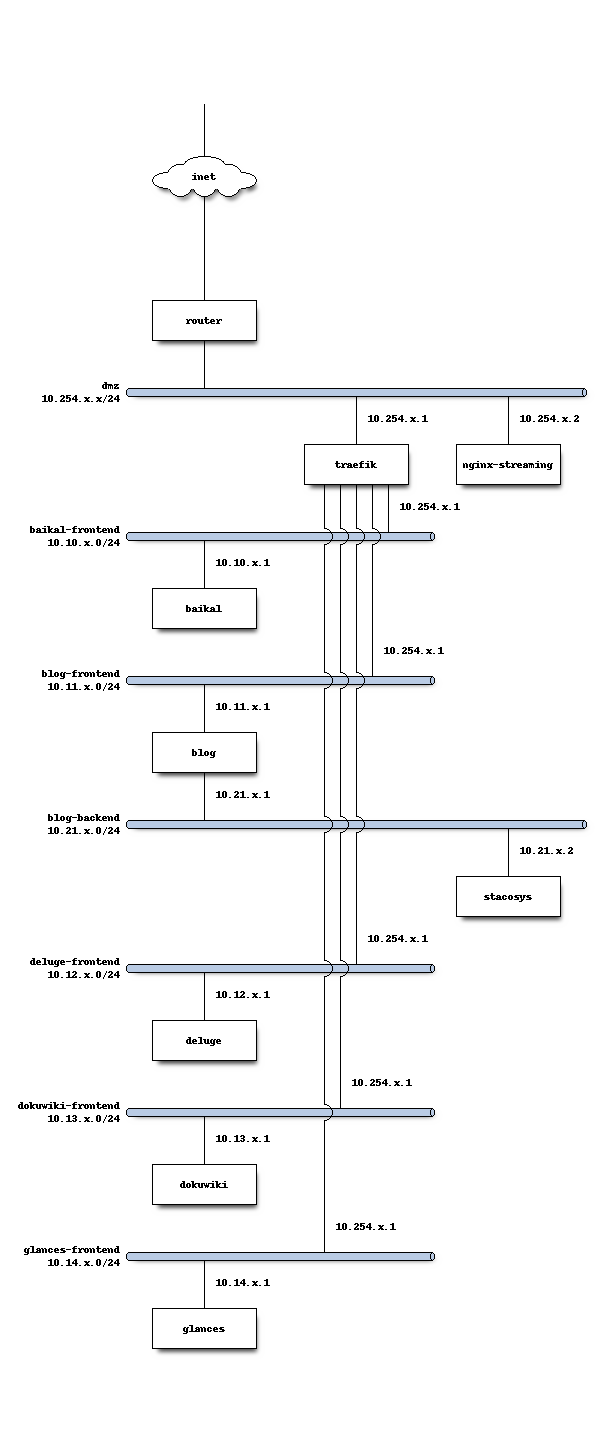 inet
router
dmz
10.254.x.x/24
10.254.x.1
10.254.x.2
traefik
nginx-streaming
10.254.x.1
baikal-frontend
10.10.x.0/24
10.10.x.1
baikal
10.254.x.1
blog-frontend
10.11.x.0/24
10.11.x.1
blog
10.21.x.1
blog-backend
10.21.x.0/24
10.21.x.2
stacosys
10.254.x.1
deluge-frontend
10.12.x.0/24
10.12.x.1
deluge
10.254.x.1
dokuwiki-frontend
10.13.x.0/24
10.13.x.1
dokuwiki
10.254.x.1
glances-frontend
10.14.x.0/24
10.14.x.1
glances